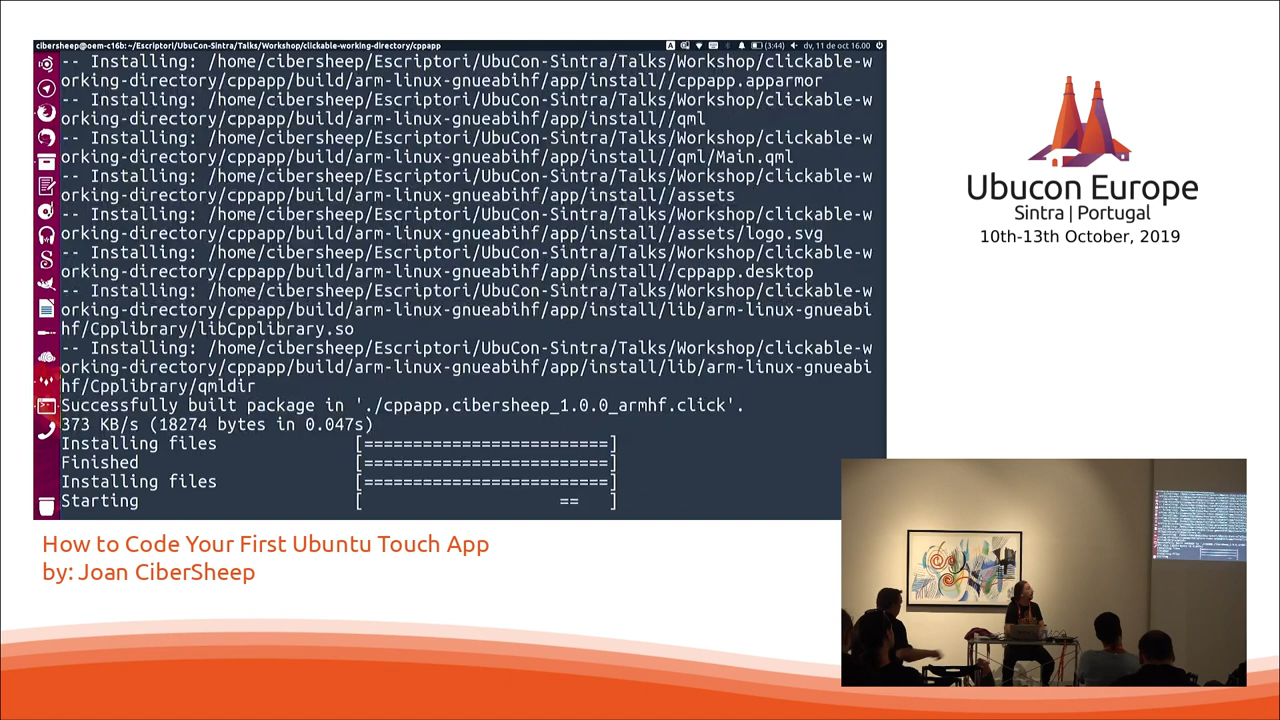 cibersheep@oem-c16b: ~/Escriptori/UbuCon-Sintra/Talks/Workshop/clickable-working-directory/cppapp
A (3:44) dv, 11 de oct 16.00
-- Installing: /home/cibersheep/Escriptori/UbuCon-Sintra/Talks/Workshop/clickable-w
orking-directory/cppapp/build/arm-linux-gnueabihf/app/install//cppapp.apparmor
-- Installing: /home/cibersheep/Escriptori/UbuCon-Sintra/Talks/Workshop/clickable-w
orking-directory/cppapp/build/arm-linux-gnueabihf/app/install//qml
-- Installing: /home/cibersheep/Escriptori/UbuCon-Sintra/Talks/Workshop/clickable-w
orking-directory/cppapp/build/arm-linux-gnueabihf/app/install//qml/Main.qml
-- Installing: /home/cibersheep/Escriptori/UbuCon-Sintra/Talks/Workshop/clickable-w
orking-directory/cppapp/build/arm-linux-gnueabihf/app/install//assets
-- Installing: /home/cibersheep/Escriptori/UbuCon-Sintra/Talks/Workshop/clickable-w
orking-directory/cppapp/build/arm-linux-gnueabihf/app/install//assets/logo.svg
-- Installing: /home/cibersheep/Escriptori/UbuCon-Sintra/Talks/Workshop/clickable-w
orking-directory/cppapp/build/arm-linux-gnueabihf/app/install//cppapp.desktop
-- Installing: /home/cibersheep/Escriptori/UbuCon-Sintra/Talks/Workshop/clickable-w
orking-directory/cppapp/build/arm-linux-gnueabihf/app/install/lib/arm-linux-gnueabi
hf/Cpplibrary/libCpplibrary.so
-- Installing: /home/cibersheep/Escriptori/UbuCon-Sintra/Talks/Workshop/clickable-w
orking-directory/cppapp/build/arm-linux-gnueabihf/app/install/lib/arm-linux-gnueabi
hf/Cpplibrary/qmldir
Successfully built package in './cppapp.cibersheep_1.0.0_armhf.click'.
373 KB/s (18274 bytes in 0.047s)
Installing files [=========================]
Finished [=========================]
Installing files [=========================]
Starting [ == ]
Ubucon Europe
Sintra | Portugal
10th-13th October, 2019
How to Code Your First Ubuntu Touch App
by: Joan CiberSheep